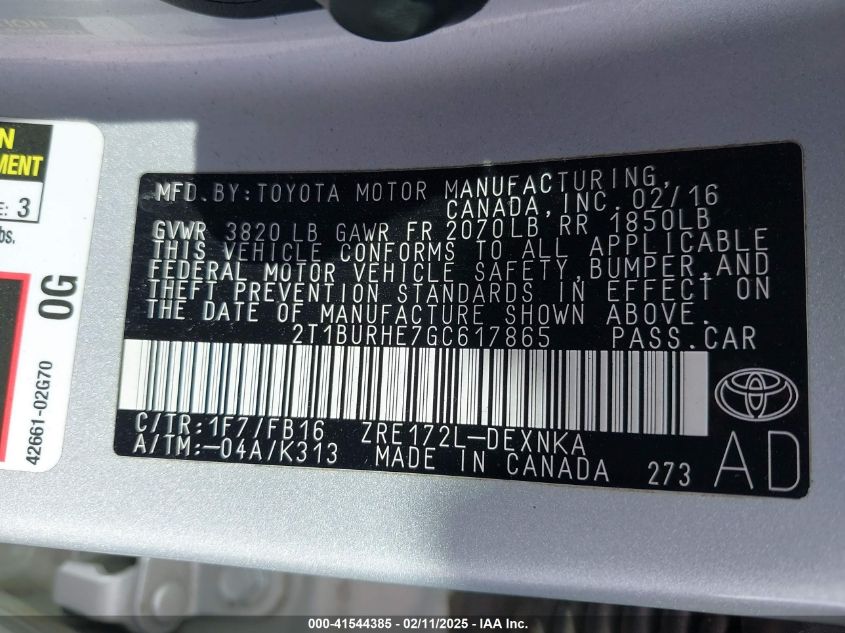 MFD.BY:TOYOTA MOTOR MANUFACTURING,
CANADA, INC. 02/16
GVWR 3820 LB GAWR FR 2070LB RR 1850LB
THIS VEHICLE CONFORMS TO ALL APPLICABLE
FEDERAL MOTOR VEHICLE SAFETY,BUMPER,AND
THEFT PREVENTION STANDARDS IN EFFECT ON
THE DATE OF MANUFACTURE SHOWN ABOVE.
2T1BURHE7GC617865 PASS.CAR
C/TR:1F7/FB16 ZRE172L-DEXNKA
A/TM:-04A/K313 MADE IN CANADA 273
AD
MENT
3
bs.
0G
42661-02G70
000-41544385 - 02/11/2025 - IAA Inc.